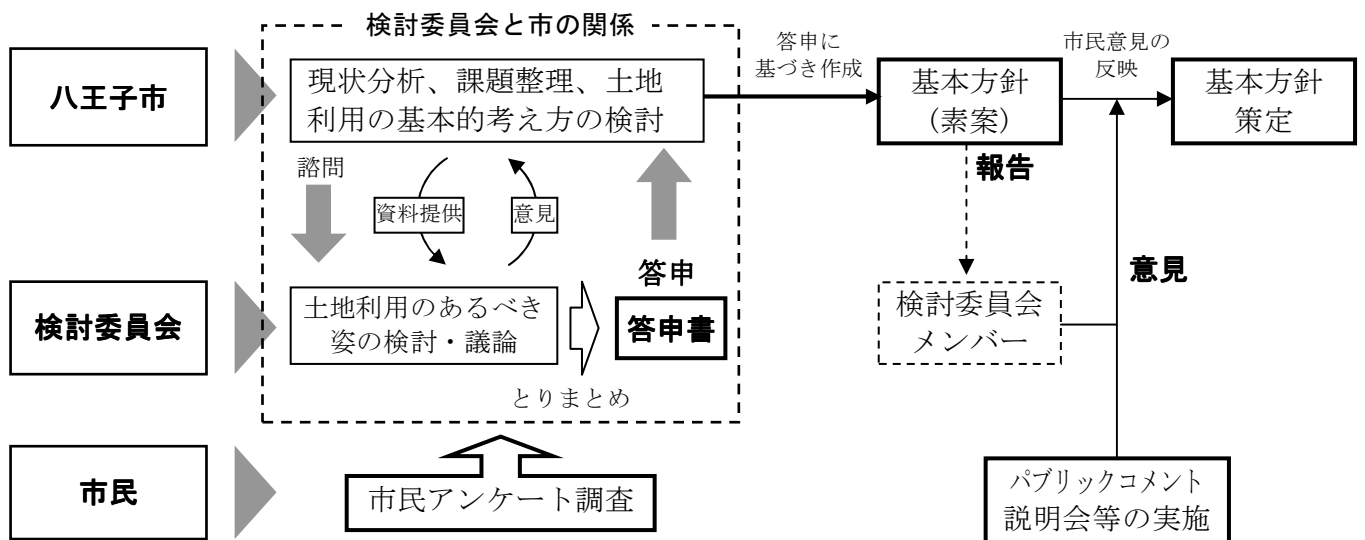 検討委員会と市の関係
八王子市
現状分析、課題整理、土地
利用の基本的考え方の検討
答申に
基づき作成
基本方針
(素案)
市民意見の
反映
基本方針
策定
諮問
資料提供
意見
答申
報告
検討委員会
土地利用のあるべき
姿の検討・議論
答申書
とりまとめ
検討委員会
メンバー
意見
市民
市民アンケート調査
パブリックコメント
説明会等の実施